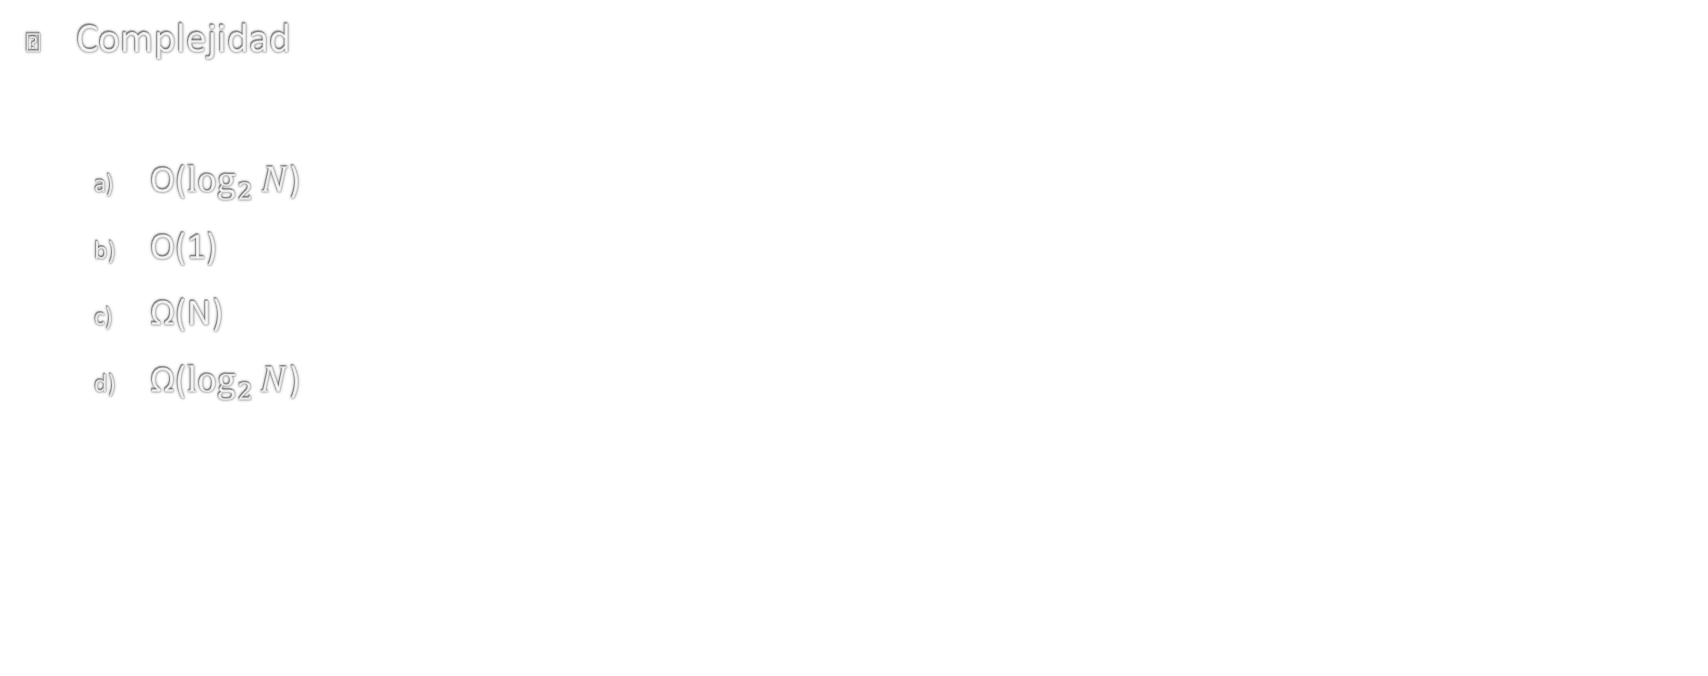 Complejidad
a) O(log₂ N)
b) O(1)
c) Ω(N)
d) Ω(log₂ N)